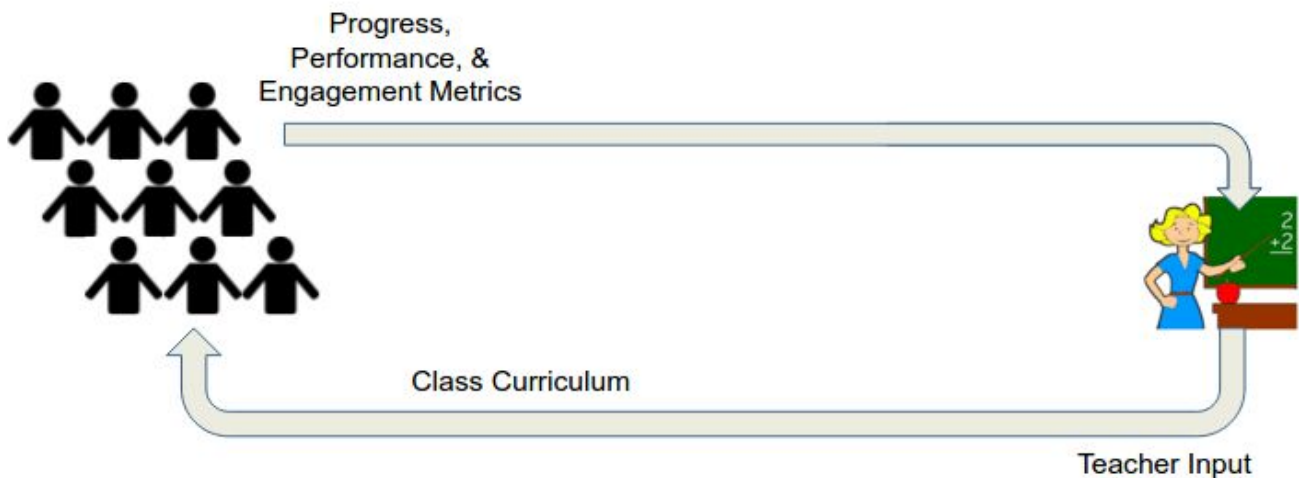 Progress,
Performance, &
Engagement Metrics
2
+2
Class Curriculum
Teacher Input